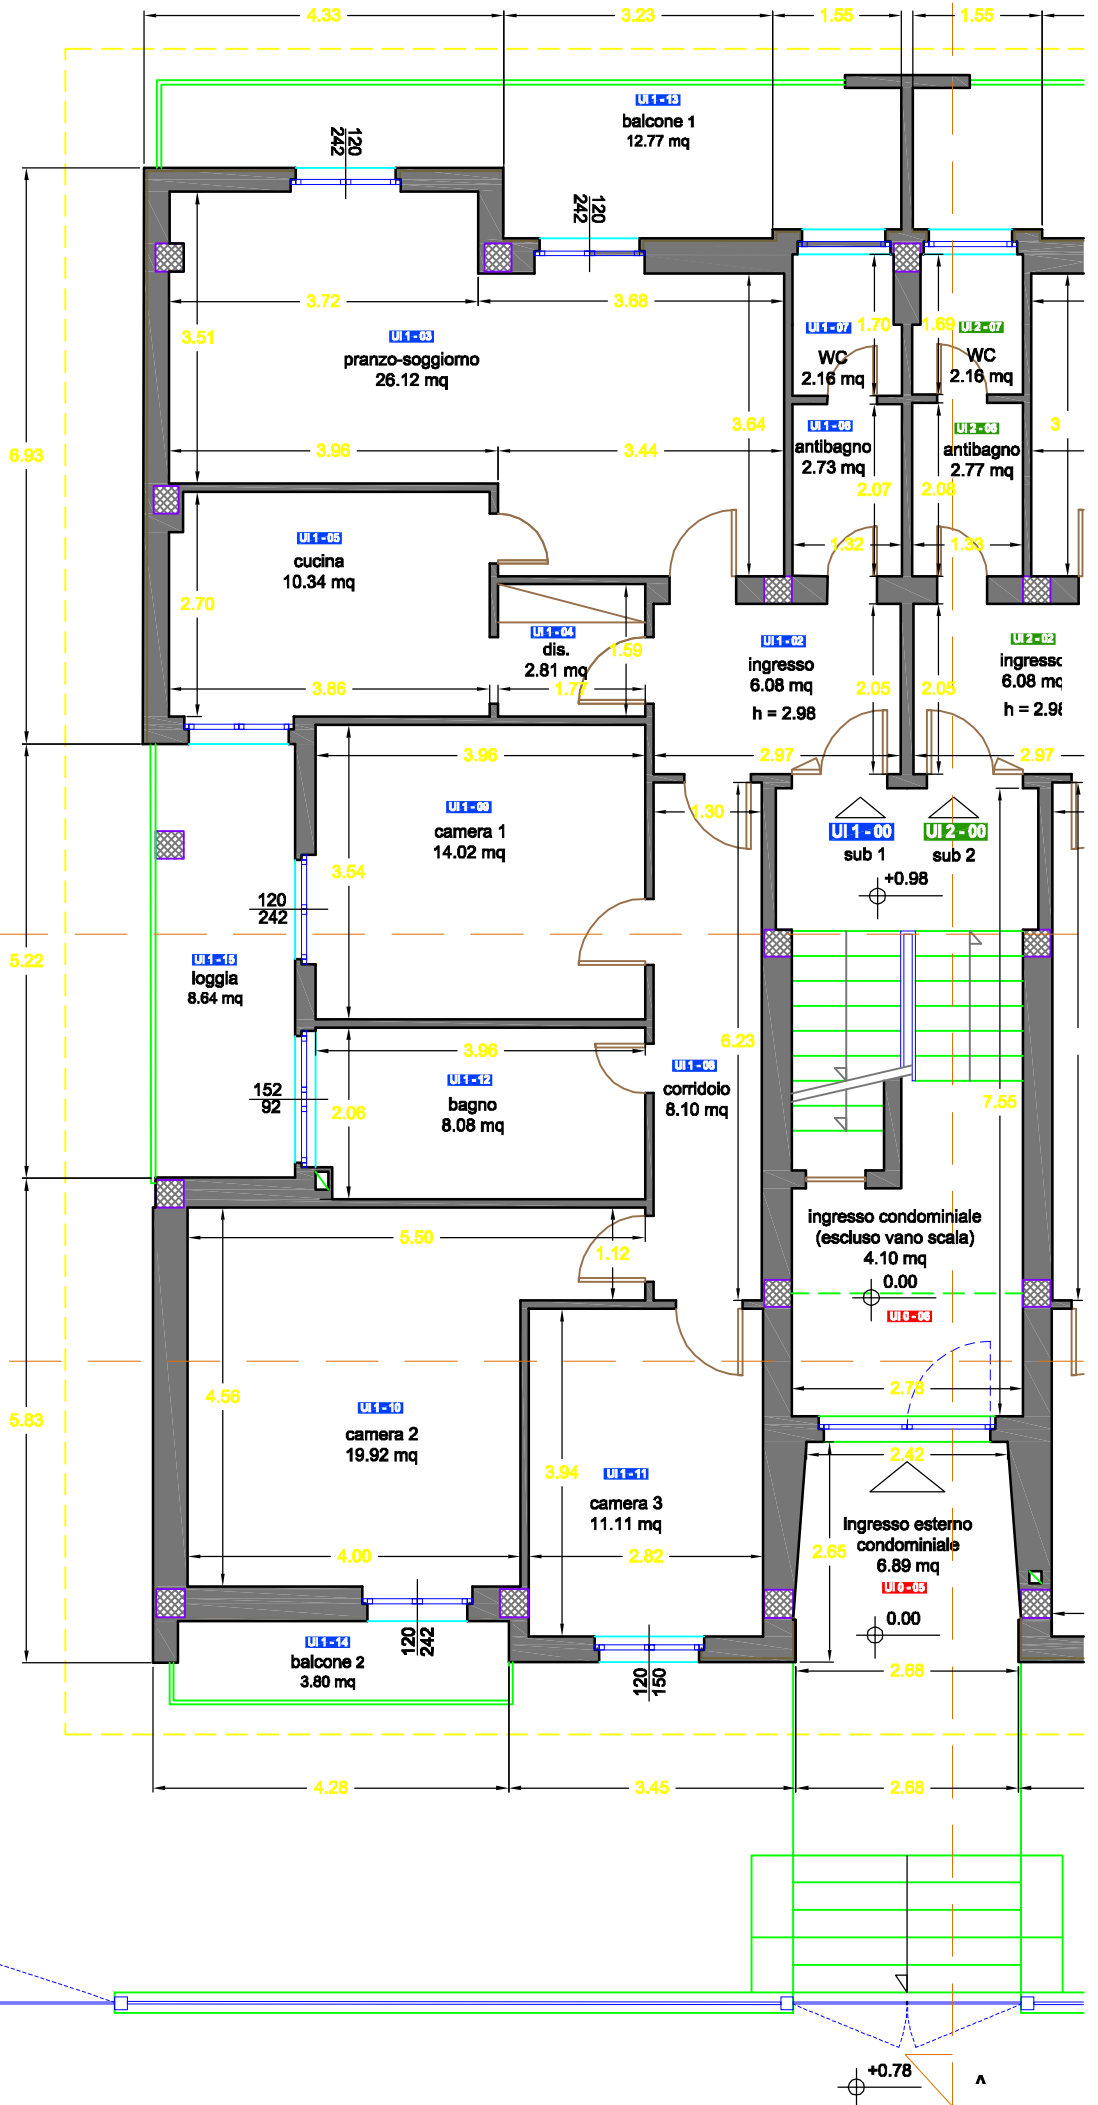 4.33
3.23
1.55
1.55
UI 1 - 13
balcone 1
12.77 mq
120
242
120
242
3.72
3.68
3.51
UI 1 - 03
pranzo-soggiorno
26.12 mq
UI 1 - 07
1.70
WC
2.16 mq
1.69
UI 2 - 07
WC
2.16 mq
6.93
3.96
3.44
3.64
UI 1 - 06
antibagno
2.73 mq
2.07
1.32
UI 2 - 08
antibagno
2.77 mq
2.08
1.33
3
UI 1 - 05
cucina
10.34 mq
2.70
3.86
UI 1 - 04
dis.
2.81 mq
1.59
1.77
UI 1 - 02
ingresso
6.08 mq
h = 2.98
2.05
2.97
UI 2 - 02
ingresso
6.08 mq
h = 2.98
2.05
2.97
3.96
UI 1 - 09
camera 1
14.02 mq
3.54
1.30
UI 1 - 00
sub 1
UI 2 - 00
sub 2
+0.98
120
242
5.22
UI 1 - 15
loggia
8.64 mq
3.96
UI 1 - 12
bagno
8.08 mq
2.06
152
92
6.23
UI 1 - 08
corridoio
8.10 mq
7.55
5.50
1.12
ingresso condominiale
(escluso vano scala)
4.10 mq
0.00
UI 0 - 06
2.78
5.83
4.56
UI 1 - 10
camera 2
19.92 mq
4.00
3.94
UI 1 - 11
camera 3
11.11 mq
2.82
2.42
ingresso esterno
condominiale
6.89 mq
2.65
UI 0 - 05
0.00
UI 1 - 14
balcone 2
3.80 mq
120
242
120
150
2.68
4.28
3.45
2.68
+0.78
A